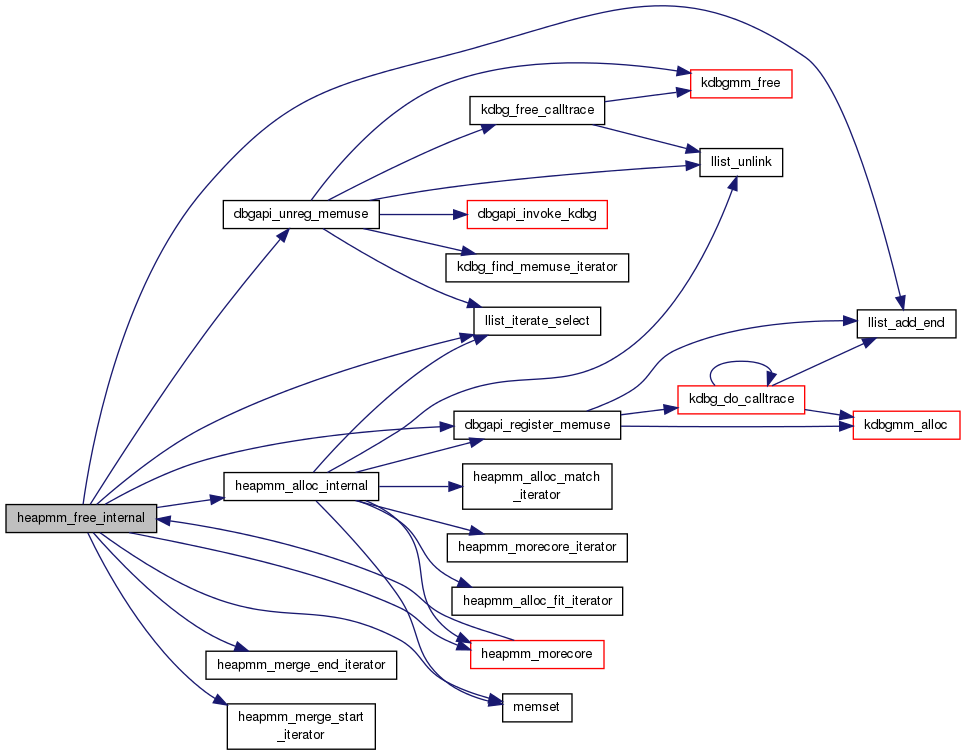 kdbgmm_free
kdbg_free_calltrace
llist_unlink
dbgapi_unreg_memuse
dbgapi_invoke_kdbg
kdbg_find_memuse_iterator
llist_iterate_select
llist_add_end
kdbg_do_calltrace
dbgapi_register_memuse
kdbgmm_alloc
heapmm_alloc_internal
heapmm_alloc_match
_iterator
heapmm_free_internal
heapmm_morecore_iterator
heapmm_alloc_fit_iterator
heapmm_morecore
heapmm_merge_end_iterator
memset
heapmm_merge_start
_iterator